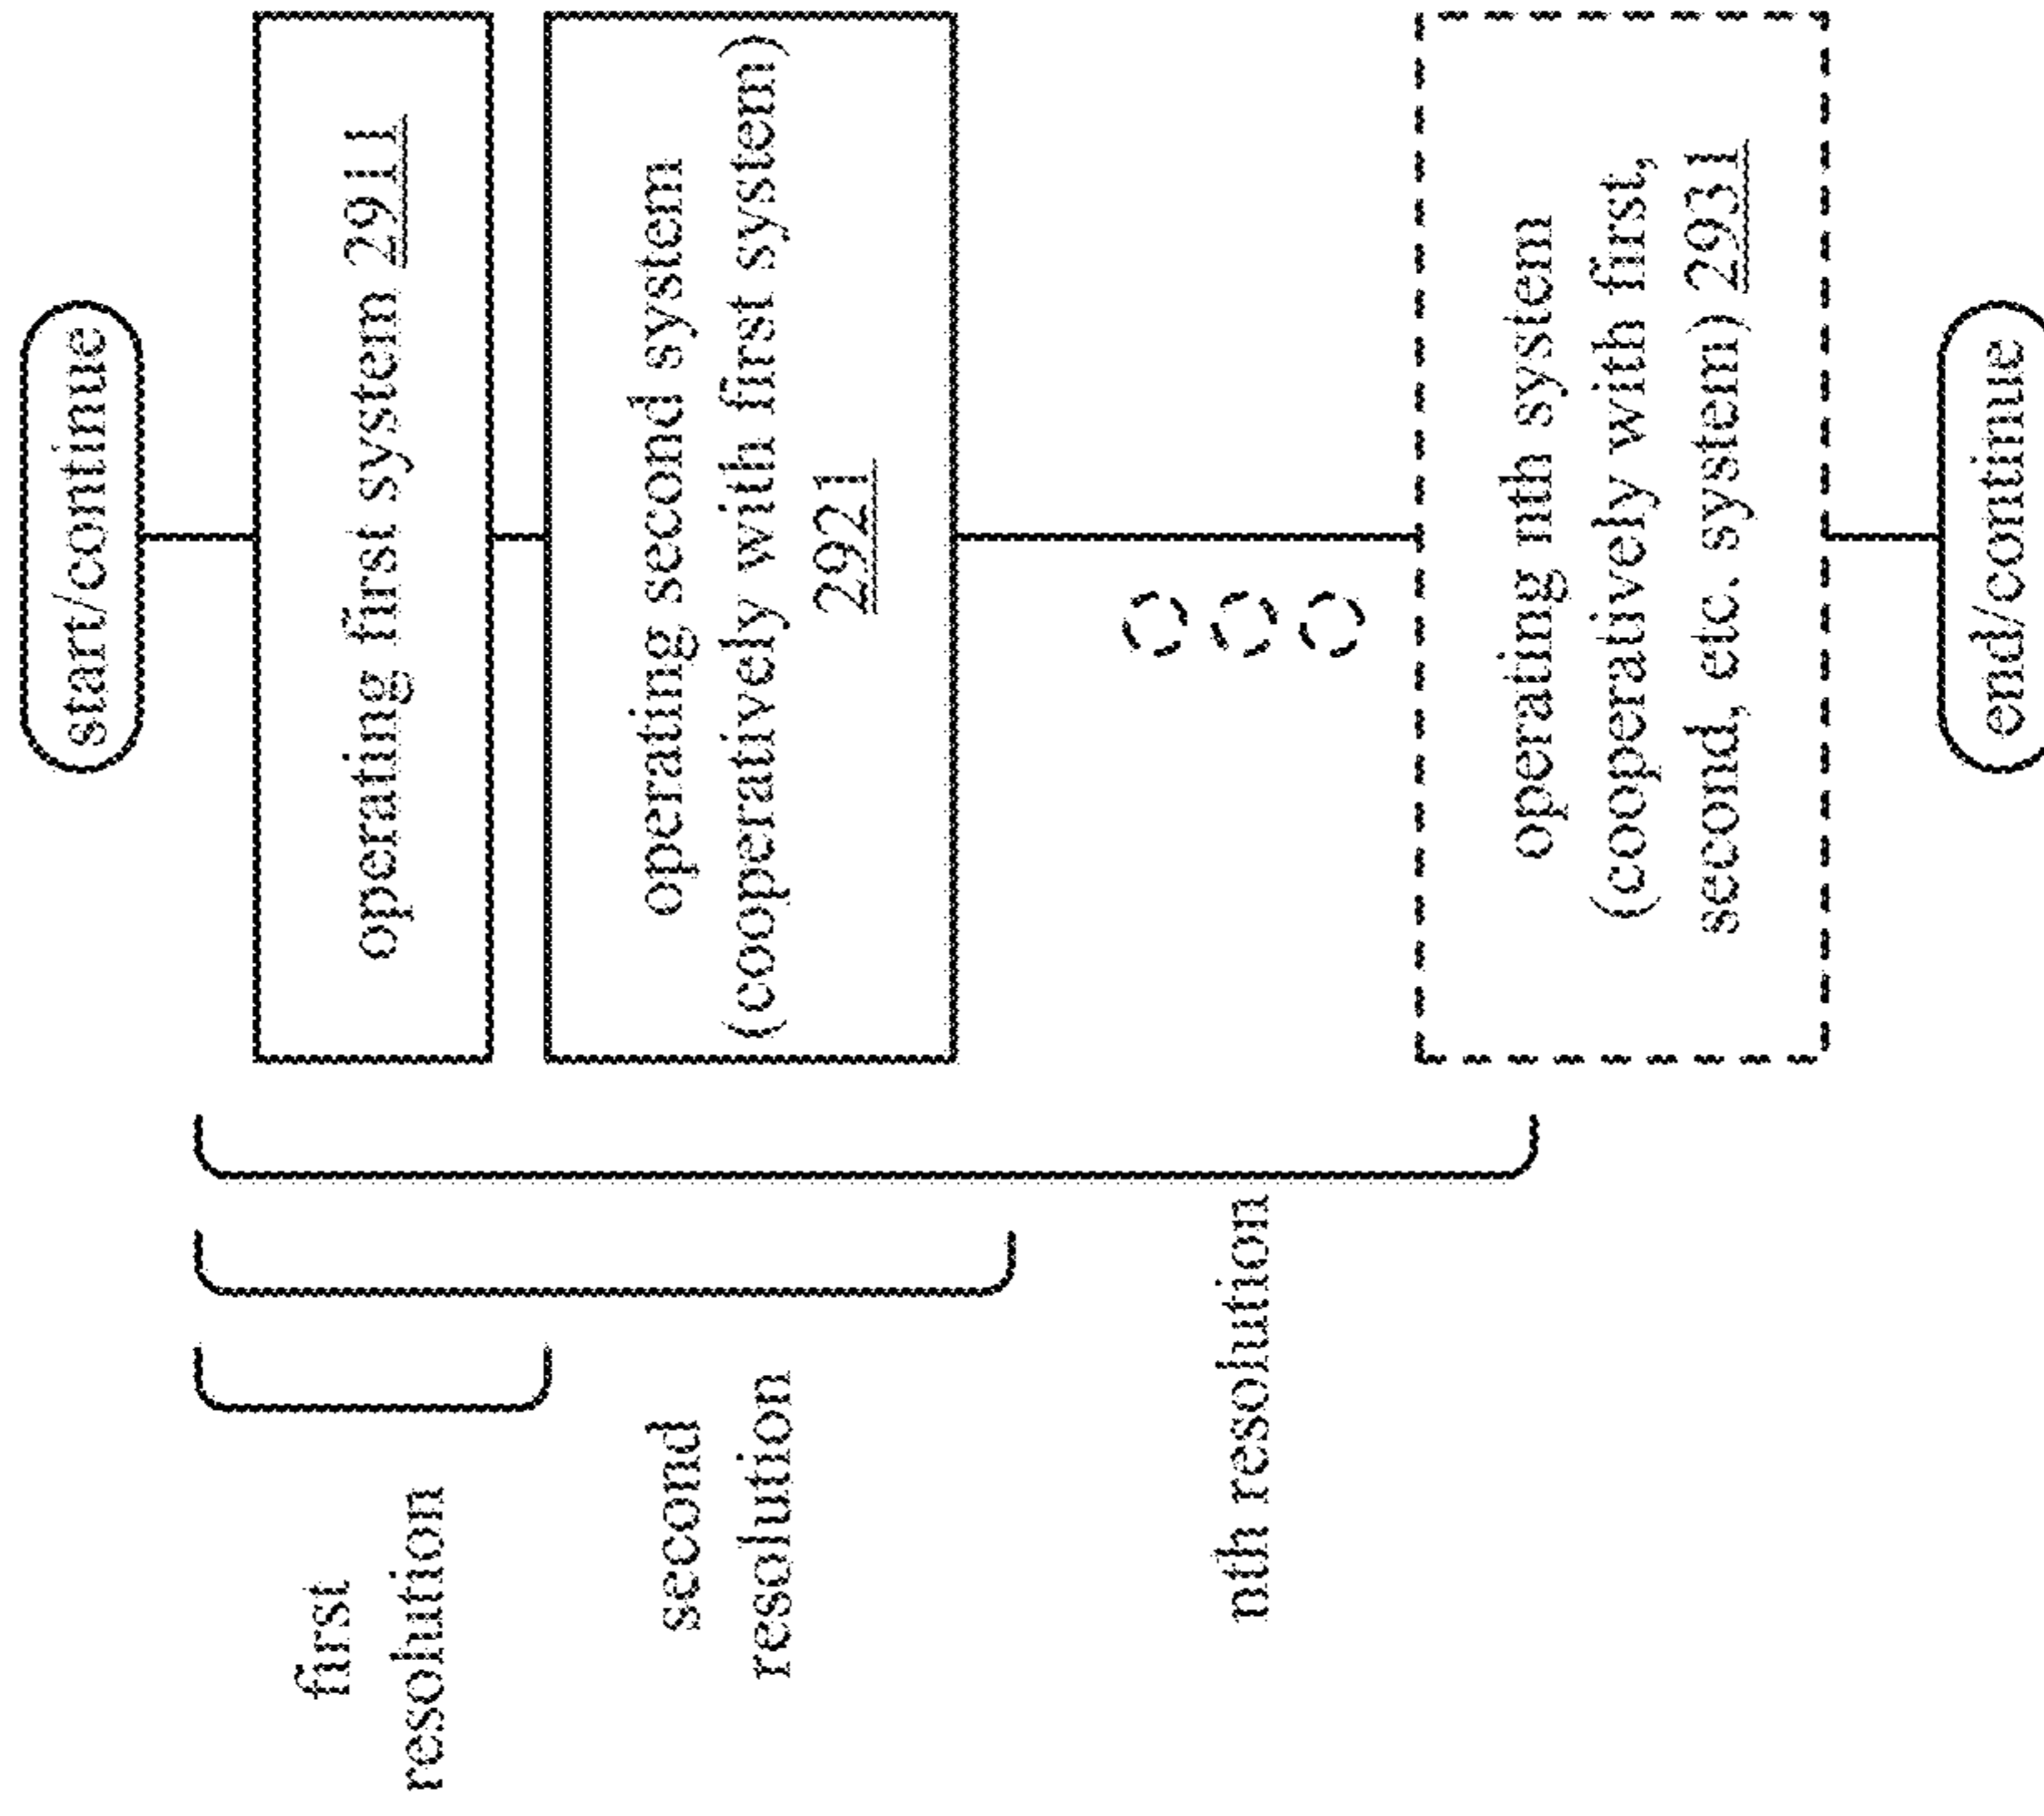 start/continue
operating first system 2911
operating second system
(cooperatively with first system)
2921
operating nth system
(cooperatively with first,
second, etc. system) 2931
end/continue
first
resolution
second
resolution
nth resolution